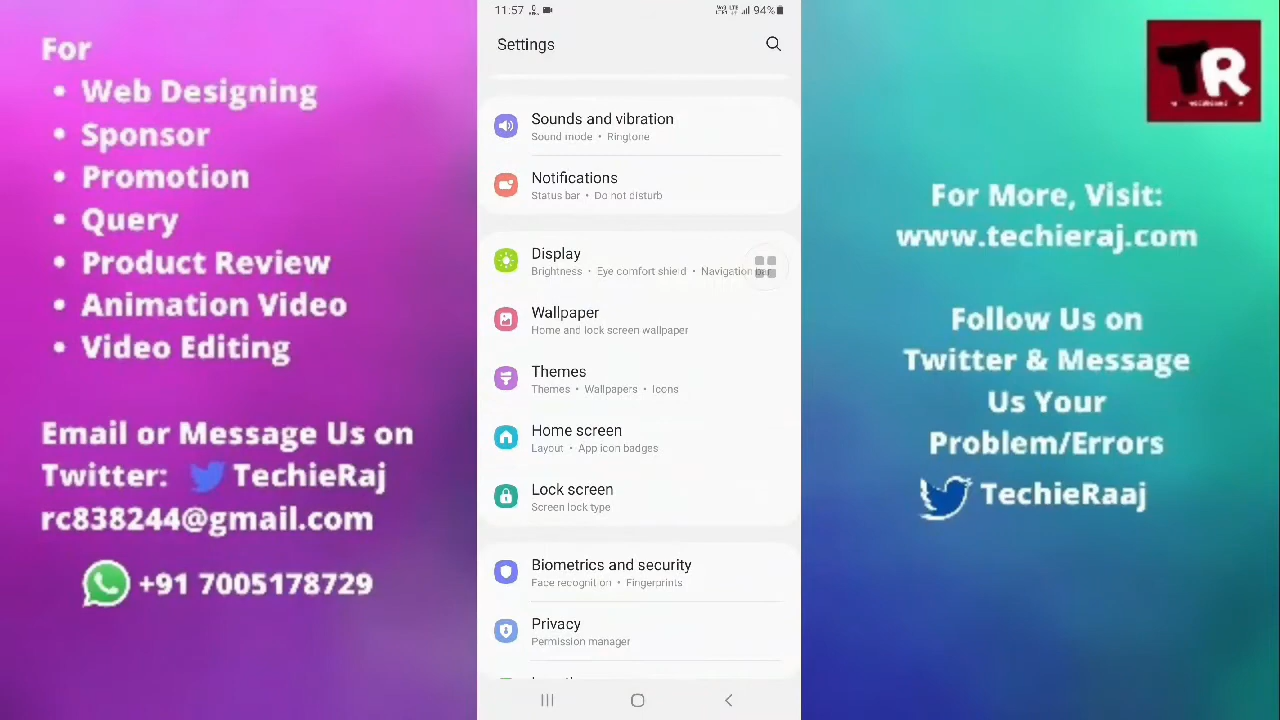 For
• Web Designing
• Sponsor
• Promotion
• Query
• Product Review
• Animation Video
• Video Editing
Email or Message Us on
Twitter: TechieRaj
rc838244@gmail.com
+91 7005178729
11:57
94%
Settings
Sounds and vibration
Sound mode • Ringtone
Notifications
Status bar • Do not disturb
Display
Brightness • Eye comfort shield • Navigation bar
Wallpaper
Home and lock screen wallpaper
Themes
Themes • Wallpapers • Icons
Home screen
Layout • App icon badges
Lock screen
Screen lock type
Biometrics and security
Face recognition • Fingerprints
Privacy
Permission manager
TR
For More, Visit:
www.techieraj.com
Follow Us on
Twitter & Message
Us Your
Problem/Errors
TechieRaaj